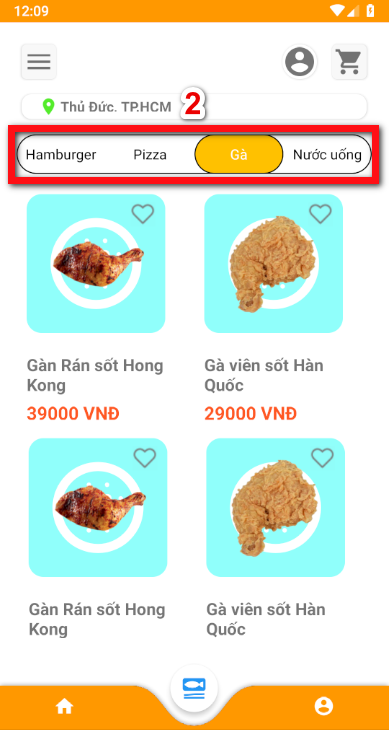 12:09
Thủ Đức. TP.HCM 2
Hamburger Pizza Gà Nước uống
Gàn Rán sốt Hong Gà viên sốt Hàn
Kong Quốc
39000 VNĐ 29000 VNĐ
Gàn Rán sốt Hong Gà viên sốt Hàn
Kong Quốc